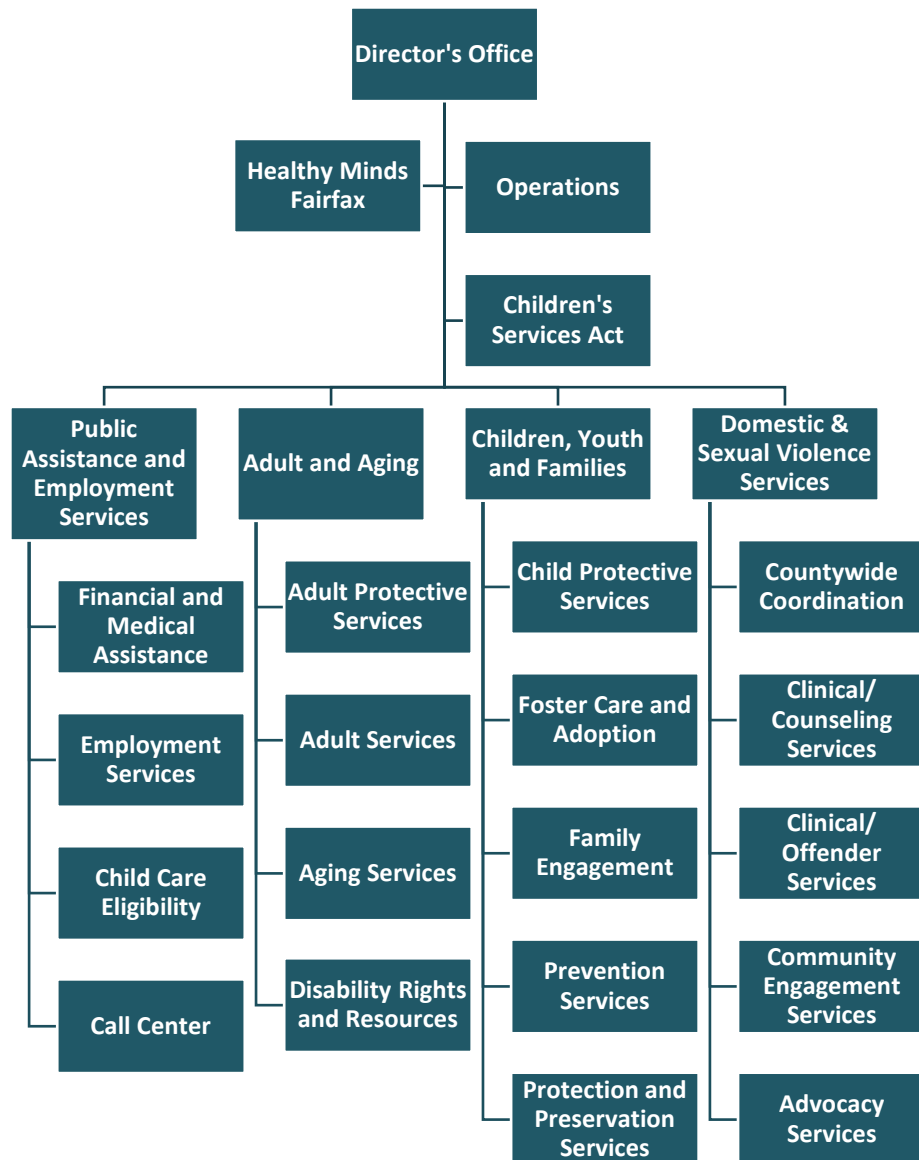 Director's Office
Healthy Minds
Fairfax
Operations
Children's
Services Act
Public
Assistance and
Employment
Services
Adult and Aging
Children, Youth
and Families
Domestic &
Sexual Violence
Services
Financial and
Medical
Assistance
Employment
Services
Child Care
Eligibility
Call Center
Adult Protective
Services
Adult Services
Aging Services
Disability Rights
and Resources
Child Protective
Services
Foster Care and
Adoption
Family
Engagement
Prevention
Services
Protection and
Preservation
Services
Countywide
Coordination
Clinical/
Counseling
Services
Clinical/
Offender
Services
Community
Engagement
Services
Advocacy
Services